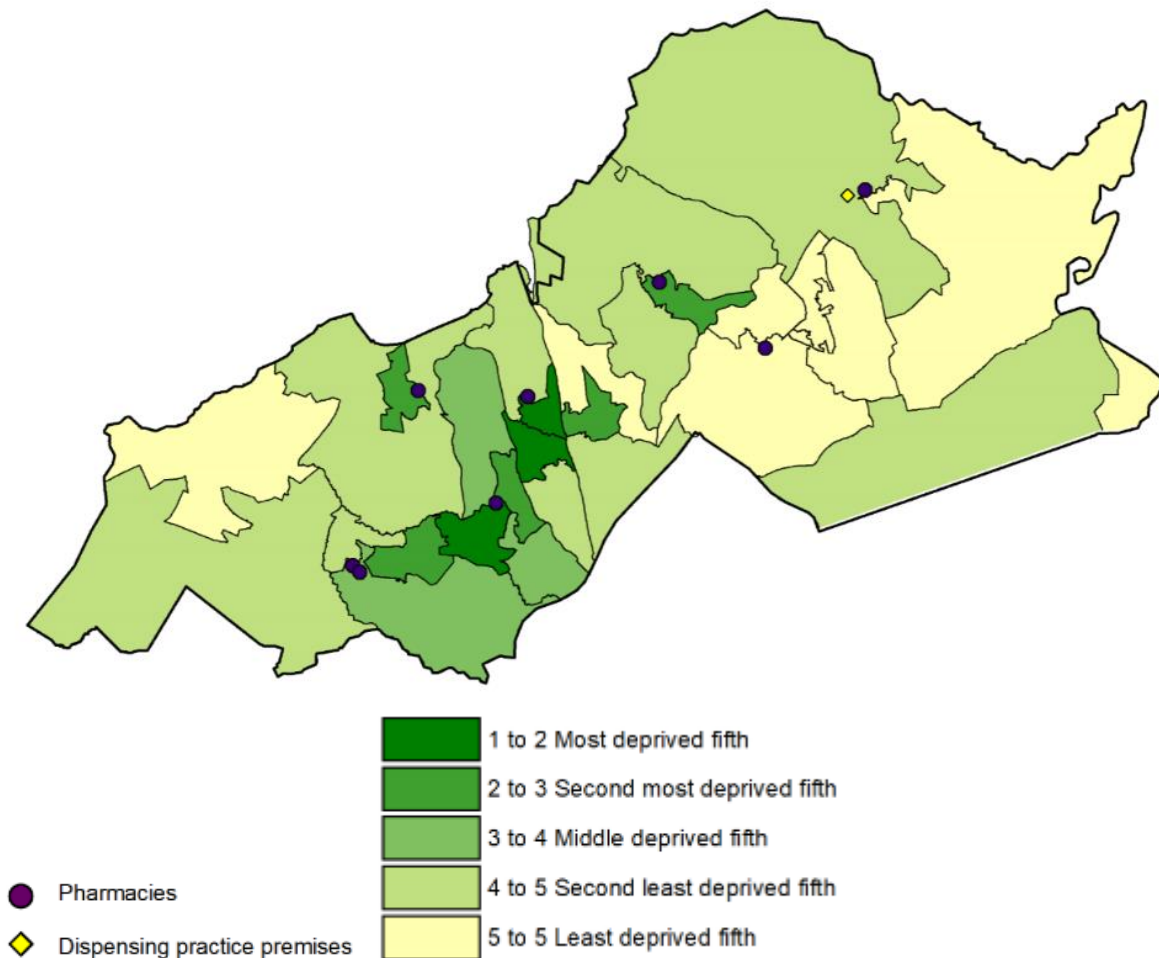 1 to 2 Most deprived fifth
2 to 3 Second most deprived fifth
3 to 4 Middle deprived fifth
4 to 5 Second least deprived fifth
5 to 5 Least deprived fifth
Pharmacies
Dispensing practice premises